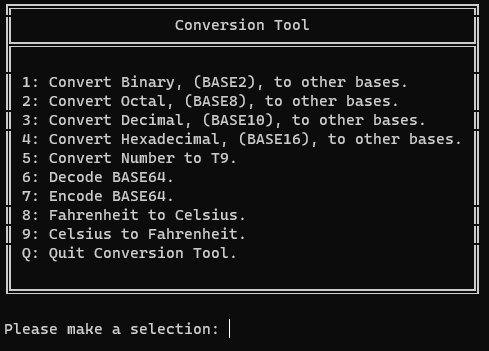 Conversion Tool
1: Convert Binary, (BASE2), to other bases.
2: Convert Octal, (BASE8), to other bases.
3: Convert Decimal, (BASE10), to other bases.
4: Convert Hexadecimal, (BASE16), to other bases.
5: Convert Number to T9.
6: Decode BASE64.
7: Encode BASE64.
8: Fahrenheit to Celsius.
9: Celsius to Fahrenheit.
Q: Quit Conversion Tool.
Please make a selection: